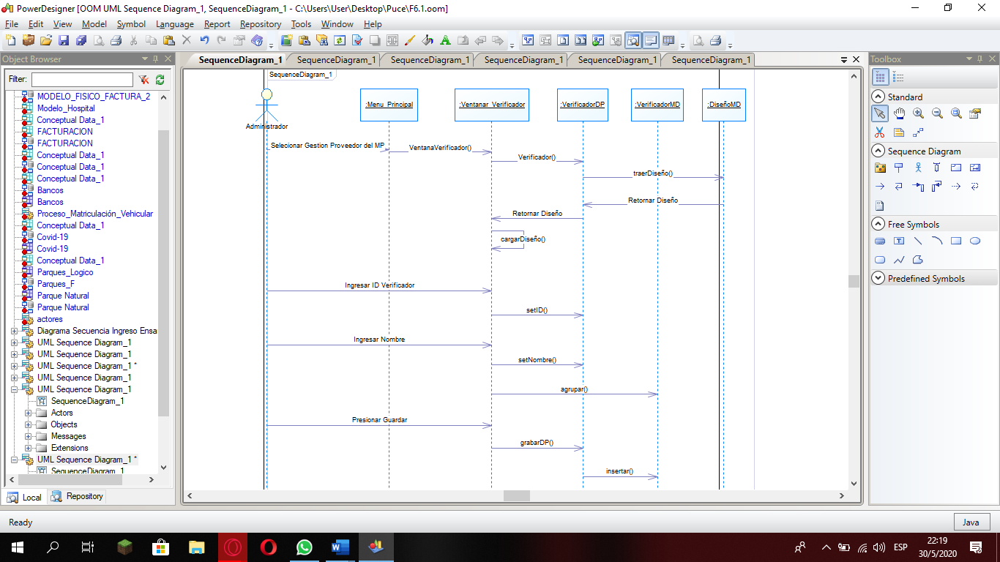 PowerDesigner [OOM UML Sequence Diagram_1, SequenceDiagram_1 - C:\Users\User\Desktop\Puce\F6.1.oom]
File Edit View Model Symbol Language Report Repository Tools Window Help
Object Browser
Filter:
MODELO_FISICO_FACTURA_2
Modelo_Hospital
Conceptual Data_1
FACTURACION
FACTURACION
Conceptual Data_1
Conceptual Data_1
Conceptual Data_1
Bancos
Bancos
Proceso_Matriculación_Vehicular
Conceptual Data_1
Covid-19
Covid-19
Conceptual Data_1
Parques_Logico
Parques_F
Parque Natural
Parque Natural
actores
Diagrama Secuencia Ingreso Ensa
UML Sequence Diagram_1
UML Sequence Diagram_1
UML Sequence Diagram_1 *
UML Sequence Diagram_1
UML Sequence Diagram_1
SequenceDiagram_1
Actors
Objects
Messages
Extensions
UML Sequence Diagram_1 *
SequenceDiagram_1
Local Repository
SequenceDiagram_1 SequenceDiagram_1 SequenceDiagram_1 SequenceDiagram_1 SequenceDiagram_1 SequenceDiagram_1
SequenceDiagram_1
:Menu_Principal :Ventanar_Verificador :VerificadorDP :VerificadorMD :DiseñoMD
Administrador
Selecionar Gestion Proveedor del MP
VentanaVerificador()
Verificador()
traerDiseño()
Retornar Diseño
Retornar Diseño
cargarDiseño()
Ingresar ID Verificador
setID()
Ingresar Nombre
setNombre()
agrupar()
Presionar Guardar
grabarDP()
insertar()
Toolbox
Standard
Sequence Diagram
Free Symbols
Predefined Symbols
Ready
Java
ESP
22:19
30/5/2020